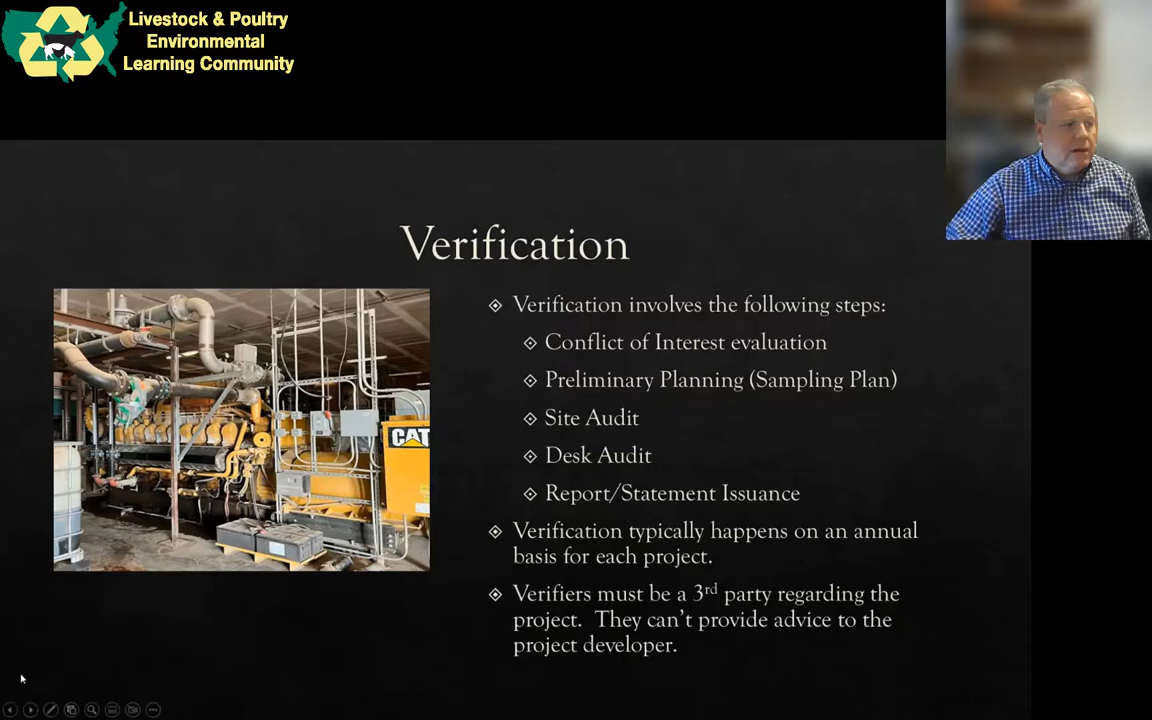 Livestock & Poultry
Environmental
Learning Community
Verification
Verification involves the following steps:
Conflict of Interest evaluation
Preliminary Planning (Sampling Plan)
Site Audit
Desk Audit
Report/Statement Issuance
Verification typically happens on an annual
basis for each project.
Verifiers must be a 3rd party regarding the
project. They can't provide advice to the
project developer.
CAT